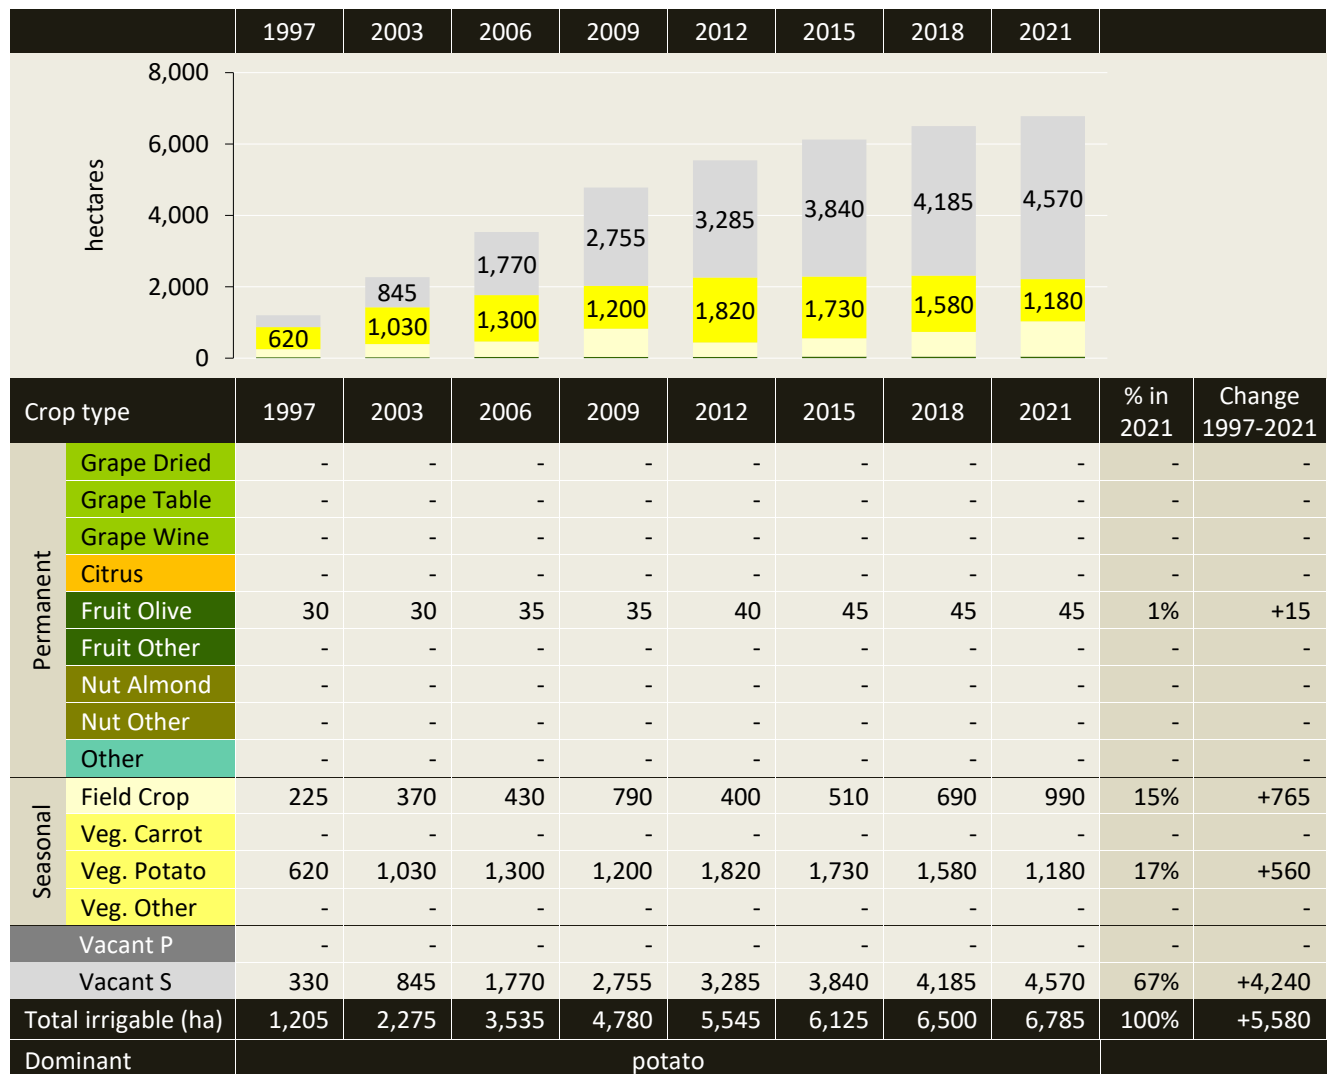 1997 2003 2006 2009 2012 2015 2018 2021
8,000
6,000
4,000
2,000
0
hectares
620
845
1,030
1,770
1,300
2,755
1,200
3,285
1,820
3,840
1,730
4,185
1,580
4,570
1,180
Crop type 1997 2003 2006 2009 2012 2015 2018 2021 % in 2021 Change 1997-2021
Permanent
Grape Dried - - - - - - - - - -
Grape Table - - - - - - - - - -
Grape Wine - - - - - - - - - -
Citrus - - - - - - - - - -
Fruit Olive 30 30 35 35 40 45 45 45 1% +15
Fruit Other - - - - - - - - - -
Nut Almond - - - - - - - - - -
Nut Other - - - - - - - - - -
Other - - - - - - - - - -
Seasonal
Field Crop 225 370 430 790 400 510 690 990 15% +765
Veg. Carrot - - - - - - - - - -
Veg. Potato 620 1,030 1,300 1,200 1,820 1,730 1,580 1,180 17% +560
Veg. Other - - - - - - - - - -
Vacant P - - - - - - - - - -
Vacant S 330 845 1,770 2,755 3,285 3,840 4,185 4,570 67% +4,240
Total irrigable (ha) 1,205 2,275 3,535 4,780 5,545 6,125 6,500 6,785 100% +5,580
Dominant potato